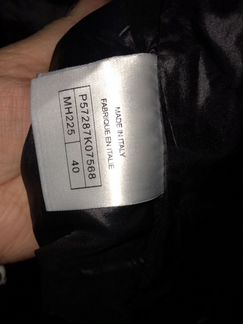 MADE IN ITALY
FABRIQUE EN ITALIE
P57287K07568
MH225 40